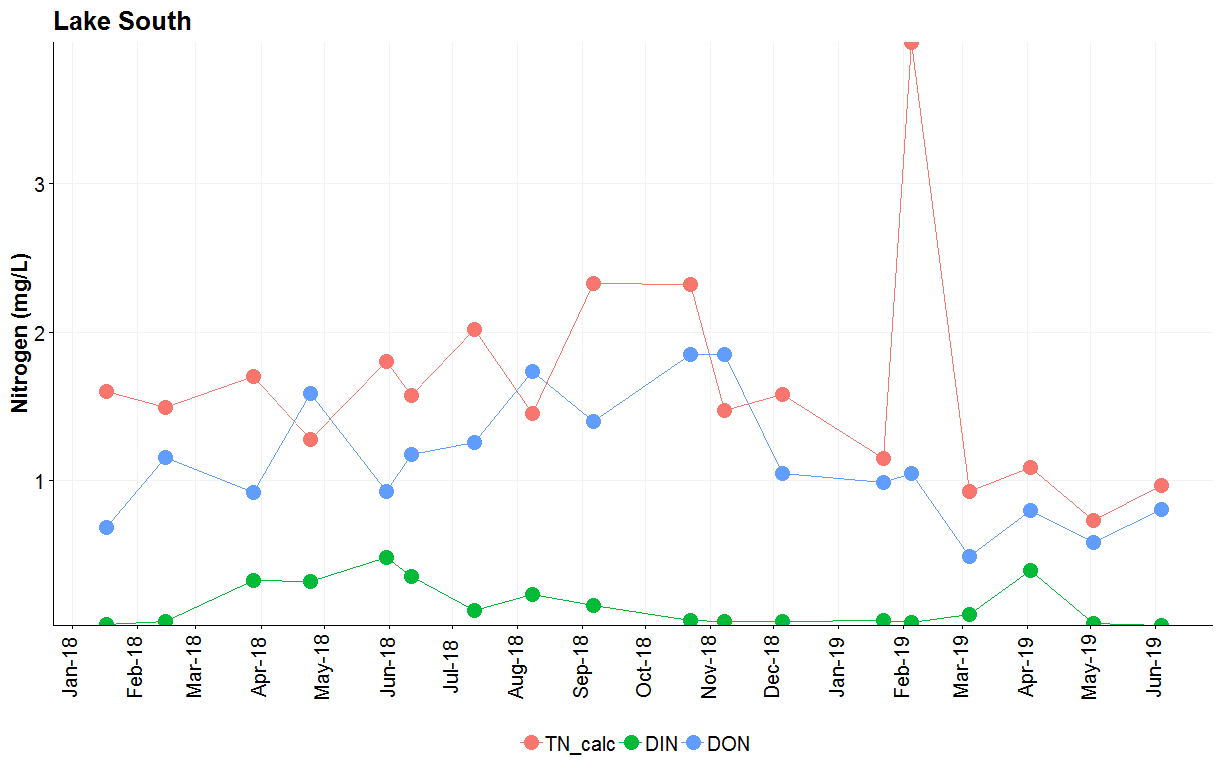 Lake South
Nitrogen (mg/L)
3
2
1
Jan-18
Feb-18
Mar-18
Apr-18
May-18
Jun-18
Jul-18
Aug-18
Sep-18
Oct-18
Nov-18
Dec-18
Jan-19
Feb-19
Mar-19
Apr-19
May-19
Jun-19
TN_calc DIN DON